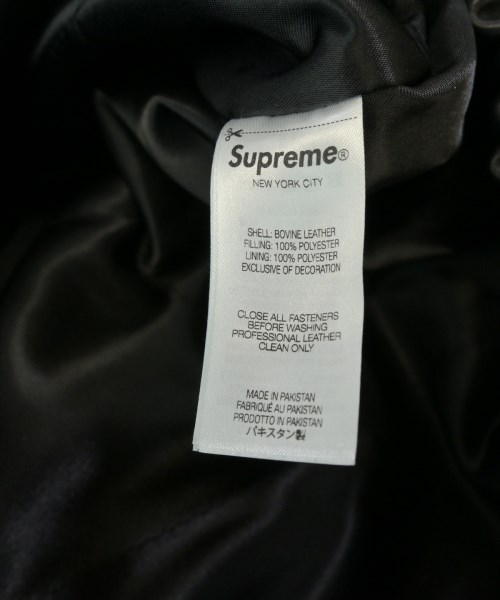 Supreme®
NEW YORK CITY
SHELL: BOVINE LEATHER
FILLING: 100% POLYESTER
LINING: 100% POLYESTER
EXCLUSIVE OF DECORATION
CLOSE ALL FASTENERS
BEFORE WASHING
PROFESSIONAL LEATHER
CLEAN ONLY
MADE IN PAKISTAN
FABRIQUÉ AU PAKISTAN
PRODOTTO IN PAKISTAN
パキスタン製